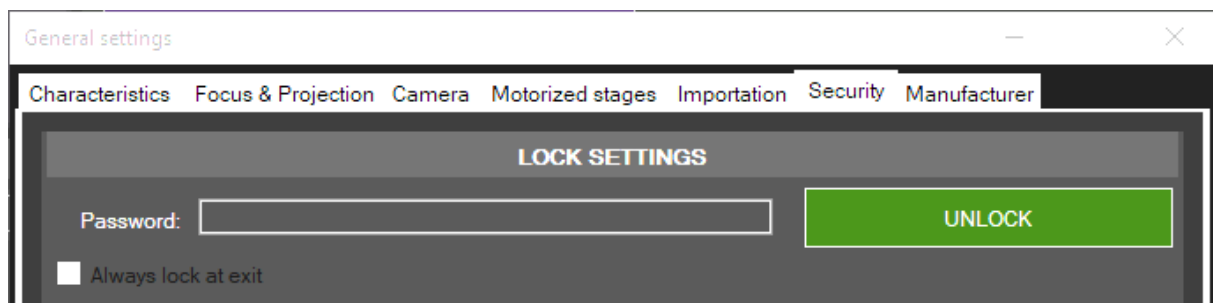 General settings
Characteristics Focus & Projection Camera Motorized stages Importation Security Manufacturer
LOCK SETTINGS
Password: UNLOCK
Always lock at exit